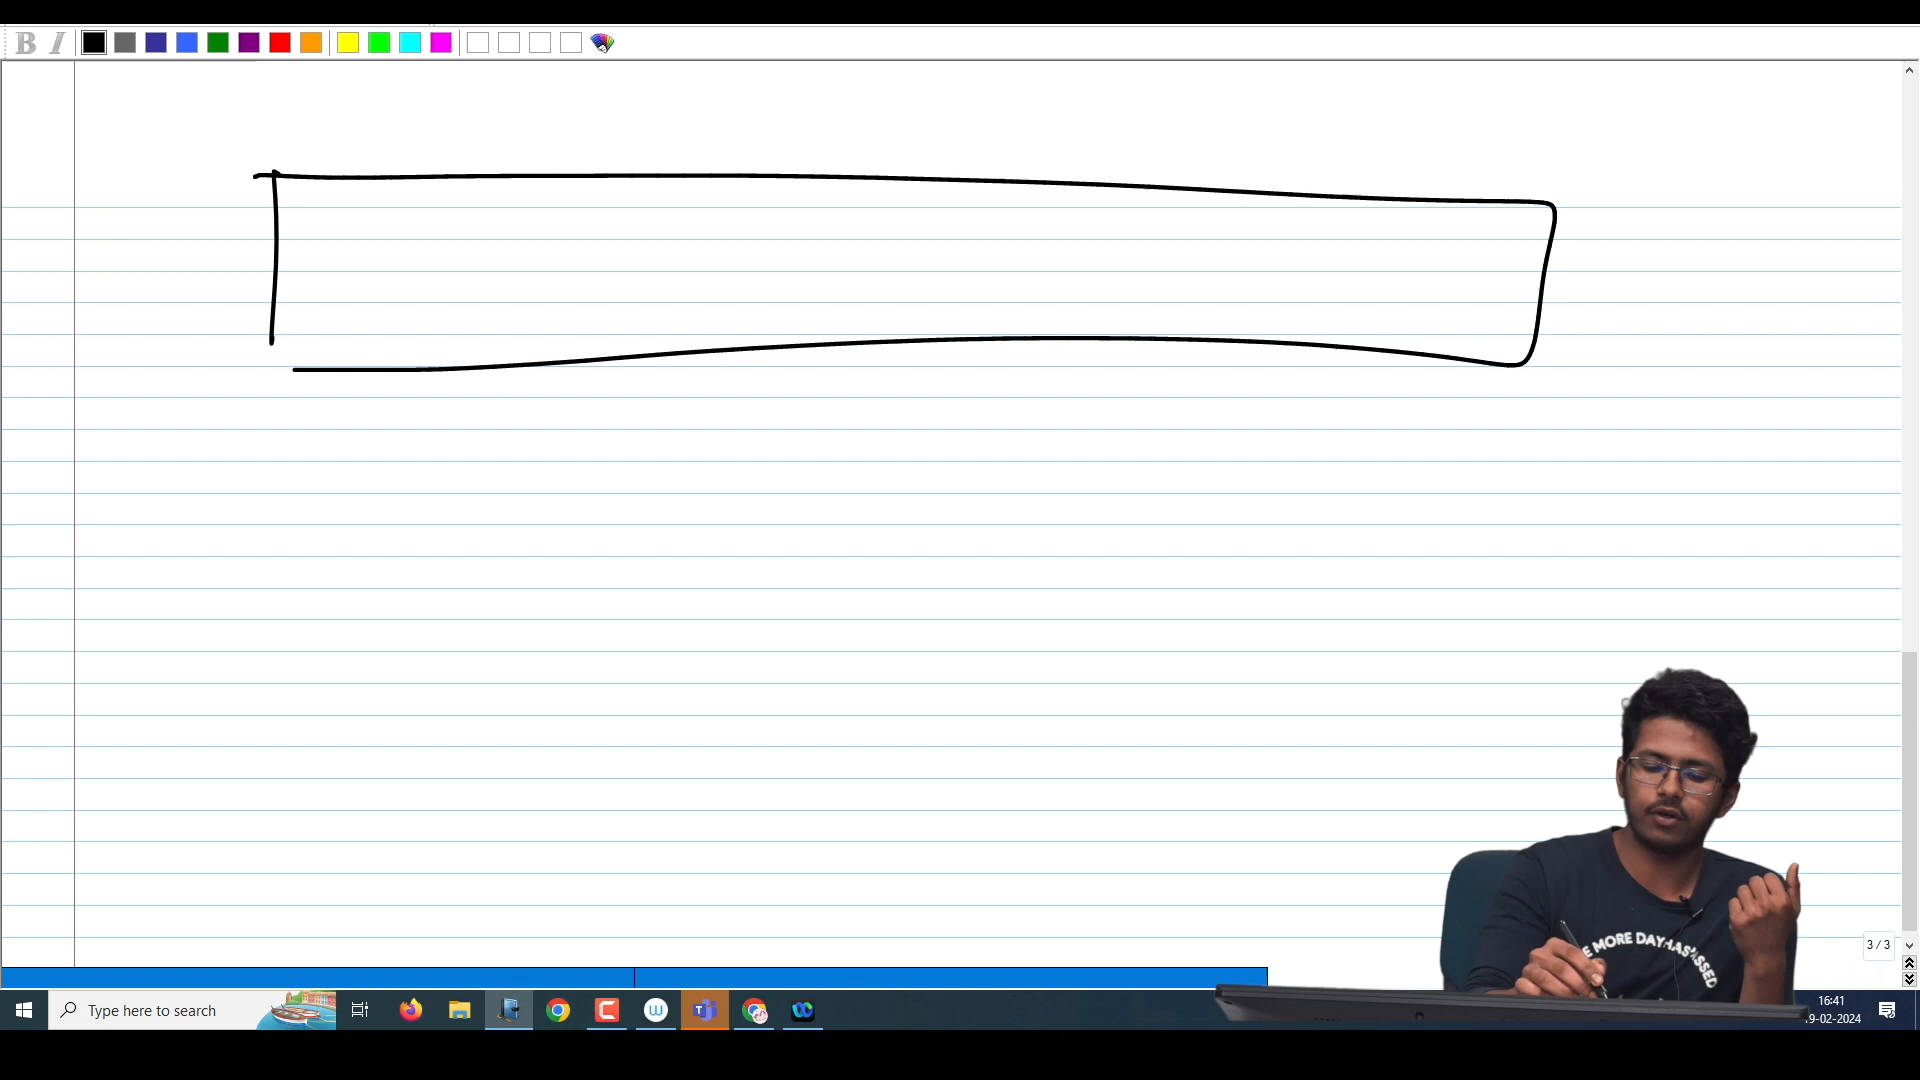 B I
E MORE DAY HAS PASSED
3 / 3
Type here to search
16:41
9-02-2024